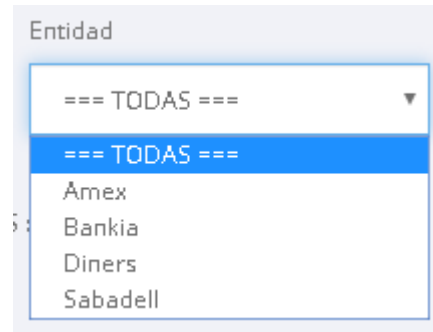 Entidad
=== TODAS ===
=== TODAS ===
Amex
Bankia
Diners
Sabadell